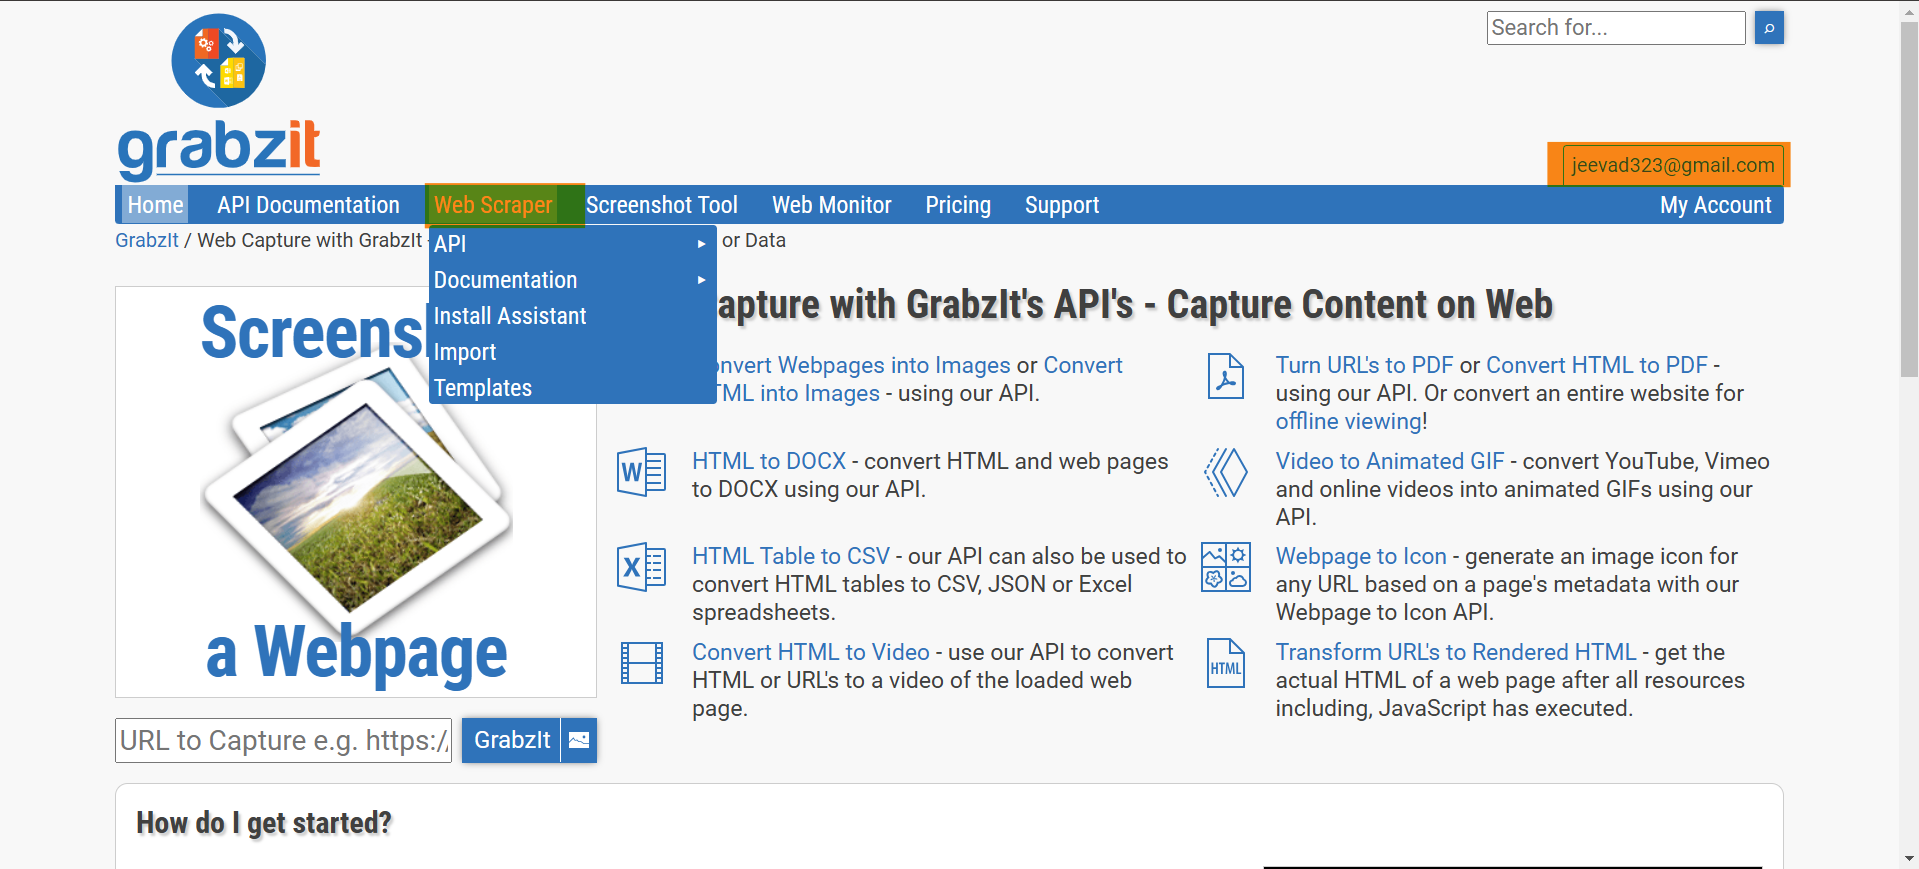 Search for...
grabzit
jeevad323@gmail.com
Home API Documentation Web Scraper Screenshot Tool Web Monitor Pricing Support My Account
GrabzIt / Web Capture with GrabzIt or Data
API
Documentation
Install Assistant
Import
Templates
Screens
a Webpage
apture with GrabzIt's API's - Capture Content on Web
nvert Webpages into Images or Convert
ML into Images - using our API.
Turn URL's to PDF or Convert HTML to PDF -
using our API. Or convert an entire website for
offline viewing!
HTML to DOCX - convert HTML and web pages
to DOCX using our API.
Video to Animated GIF - convert YouTube, Vimeo
and online videos into animated GIFs using our
API.
HTML Table to CSV - our API can also be used to
convert HTML tables to CSV, JSON or Excel
spreadsheets.
Webpage to Icon - generate an image icon for
any URL based on a page's metadata with our
Webpage to Icon API.
Convert HTML to Video - use our API to convert
HTML or URL's to a video of the loaded web
page.
HTML
Transform URL's to Rendered HTML - get the
actual HTML of a web page after all resources
including, JavaScript has executed.
URL to Capture e.g. https:/
GrabzIt
How do I get started?